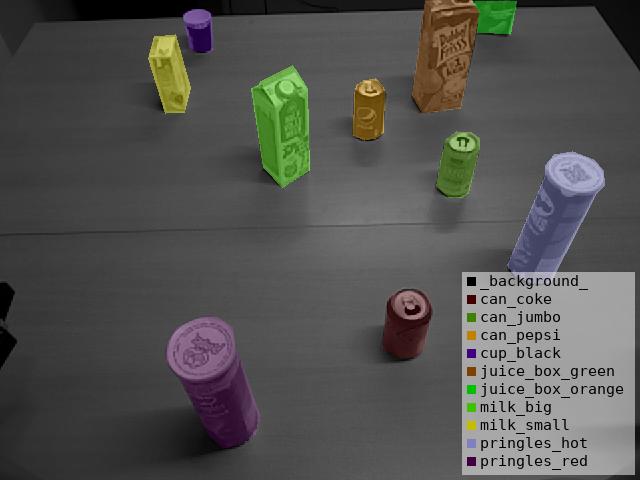 _background_
can_coke
can_jumbo
can_pepsi
cup_black
juice_box_green
juice_box_orange
milk_big
milk_small
pringles_hot
pringles_red